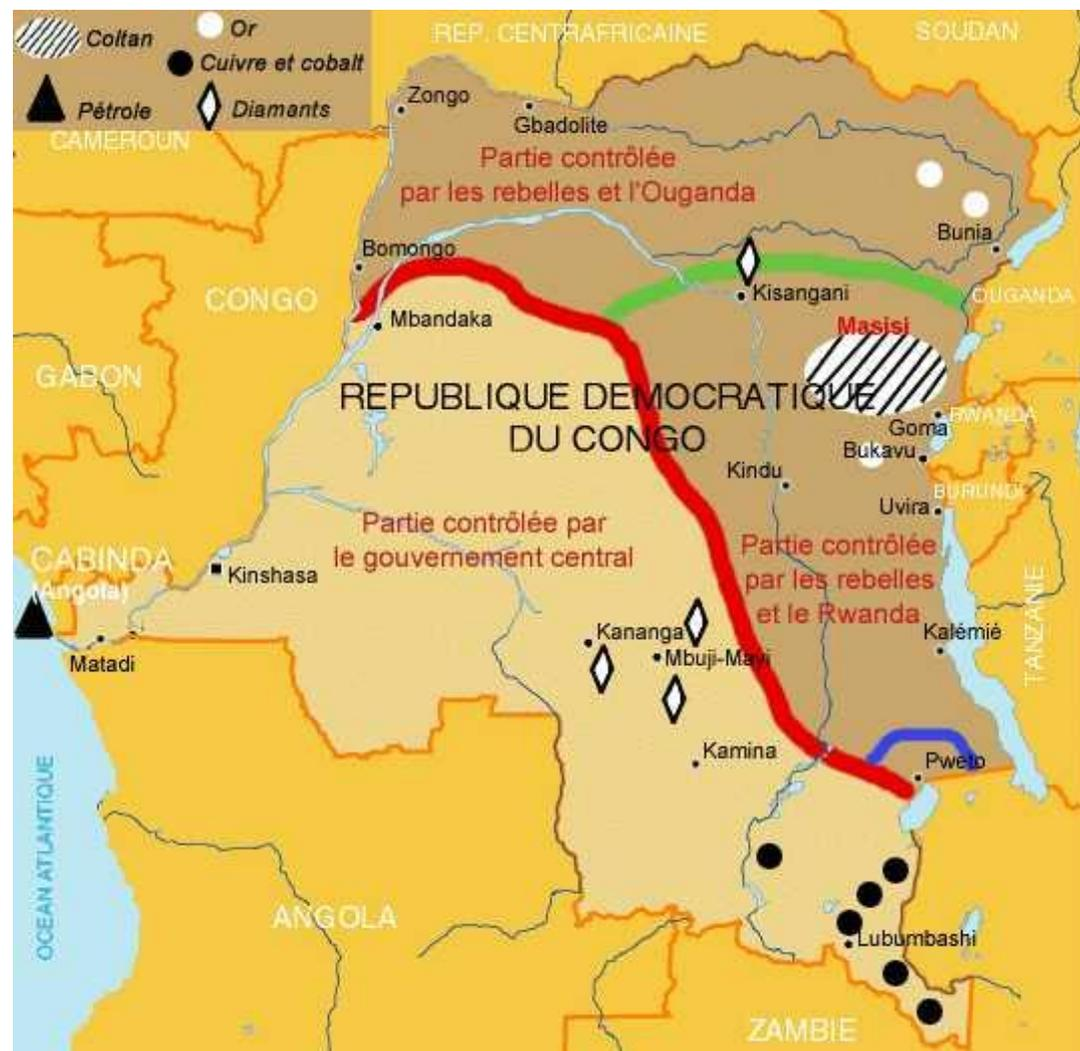 Coltan
Or
Cuivre et cobalt
Pétrole
Diamants
REP. CENTRAFRICAINE
SOUDAN
CAMEROUN
Zongo
Gbadolite
Partie contrôlée
par les rebelles et l'Ouganda
Bunia
Bomongo
CONGO
Kisangani
OUGANDA
Mbandaka
Masisi
GABON
REPUBLIQUE DEMOCRATIQUE
DU CONGO
RWANDA
Goma
Bukavu
Kindu
BURUNDI
Uvira
Partie contrôlée par
le gouvernement central
Partie contrôlée
par les rebelles
et le Rwanda
CABINDA
(Angola)
Kinshasa
TANZANIE
Kananga
Kalémié
Matadi
Mbuji-Mayi
Kamina
Pweto
OCEAN ATLANTIQUE
ANGOLA
Lubumbashi
ZAMBIE